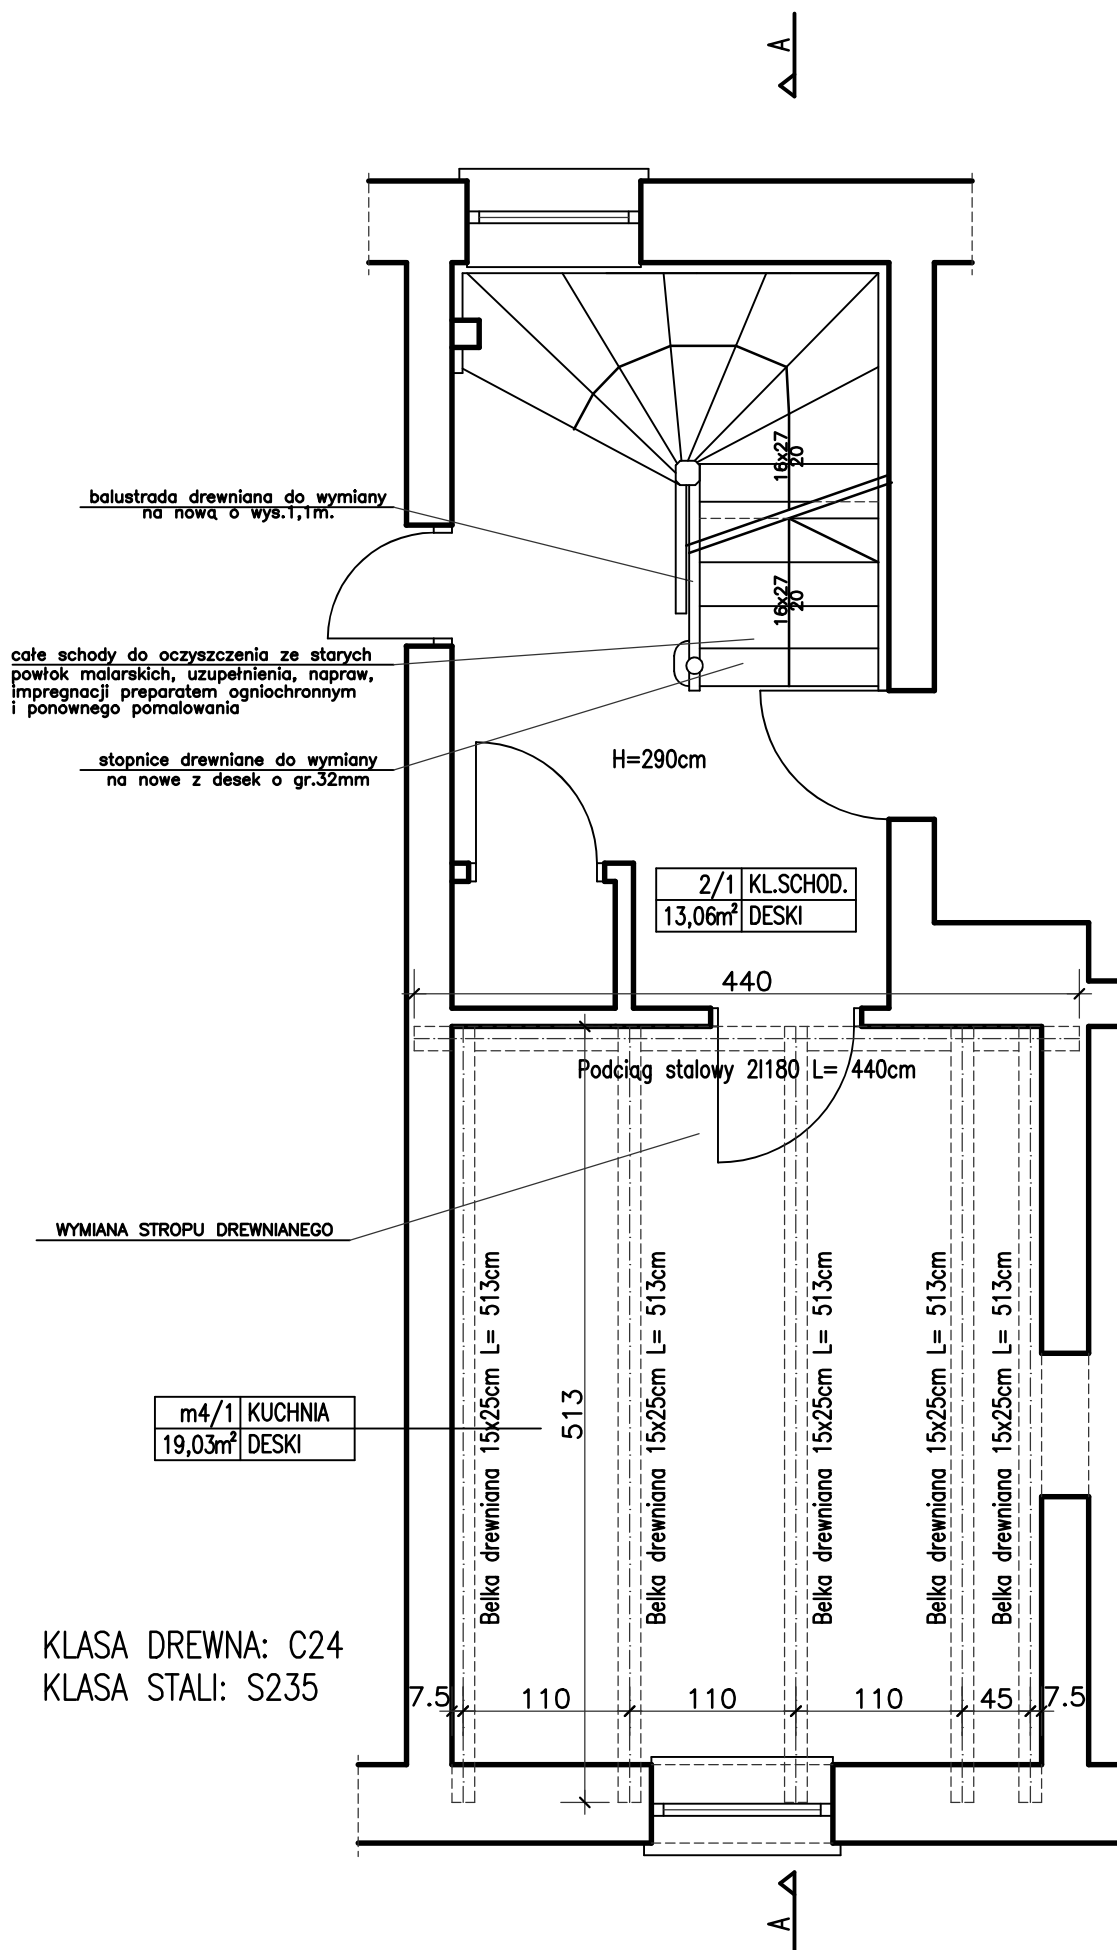 A
16x27
20
balustrada drewniana do wymiany
na nową o wys.1,1m.
16x27
20
całe schody do oczyszczenia ze starych
powłok malarskich, uzupełnienia, napraw,
impregnacji preparatem ogniochronnym
i ponownego pomalowania
stopnice drewniane do wymiany
na nowe z desek o gr.32mm
H=290cm
2/1 KL.SCHOD.
13,06m² DESKI
440
Podciąg stalowy 2I180 L= 440cm
WYMIANA STROPU DREWNIANEGO
Belka drewniana 15x25cm L= 513cm
Belka drewniana 15x25cm L= 513cm
Belka drewniana 15x25cm L= 513cm
Belka drewniana 15x25cm L= 513cm
Belka drewniana 15x25cm L= 513cm
513
m4/1 KUCHNIA
19,03m² DESKI
KLASA DREWNA: C24
KLASA STALI: S235
7.5 110 110 110 45 7.5
A